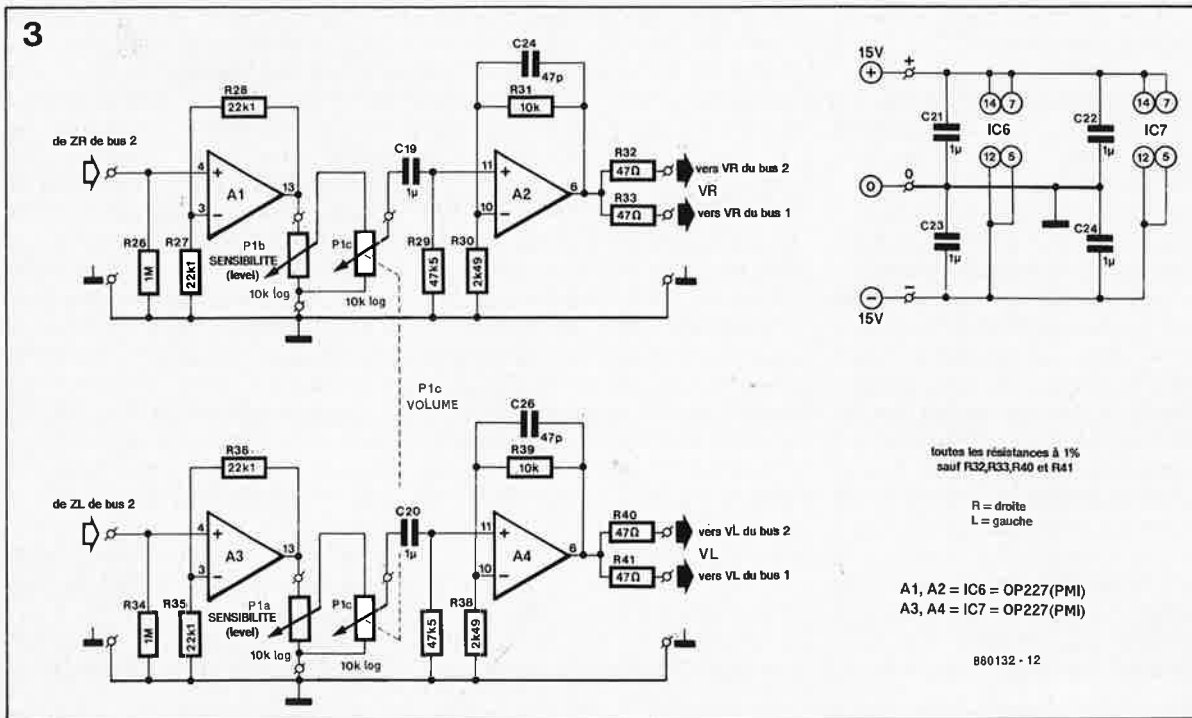 3
C24
47p
R31
10k
R28
22k1
de ZR de bus 2
4
+
A1
13
3
−
R26
1M
R27
22k1
P1b
SENSIBILITE
(level)
10k log
P1c
10k log
C19
1µ
R29
47k5
R30
2k49
11
+
A2
6
10
−
R32
47Ω
vers VR du bus 2
VR
R33
47Ω
vers VR du bus 1
P1c
VOLUME
C26
47p
R39
10k
R36
22k1
de ZL de bus 2
4
+
A3
13
3
−
R34
1M
R35
22k1
P1a
SENSIBILITE
(level)
10k log
P1c
10k log
C20
1µ
47k5
R38
2k49
11
+
A4
6
10
−
R40
47Ω
vers VL du bus 2
VL
R41
47Ω
vers VL du bus 1
15V
+
+
14
7
14
7
C21
1µ
IC6
C22
1µ
IC7
12
5
12
5
0
0
C23
1µ
C24
1µ
−
−
15V
toutes les résistances à 1%
sauf R32,R33,R40 et R41
R = droite
L = gauche
A1, A2 = IC6 = OP227(PMI)
A3, A4 = IC7 = OP227(PMI)
880132 - 12